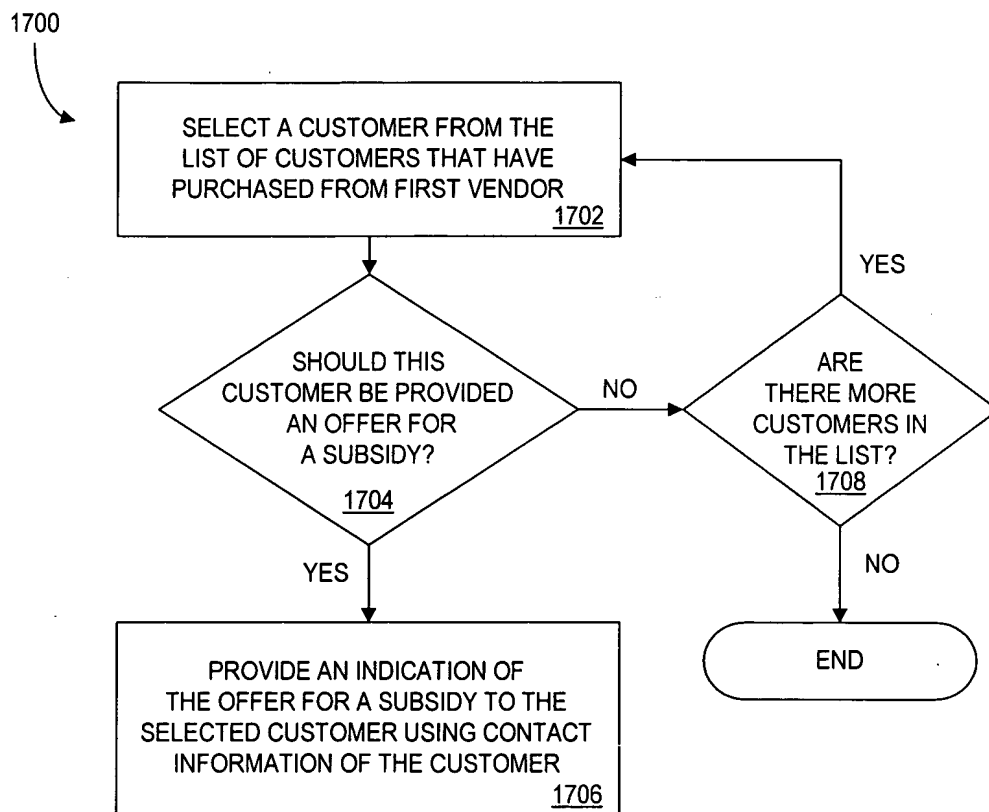 1700
SELECT A CUSTOMER FROM THE
LIST OF CUSTOMERS THAT HAVE
PURCHASED FROM FIRST VENDOR
1702
SHOULD THIS
CUSTOMER BE PROVIDED
AN OFFER FOR
A SUBSIDY?
1704
NO
YES
ARE
THERE MORE
CUSTOMERS IN
THE LIST?
1708
YES
NO
END
PROVIDE AN INDICATION OF
THE OFFER FOR A SUBSIDY TO THE
SELECTED CUSTOMER USING CONTACT
INFORMATION OF THE CUSTOMER
1706